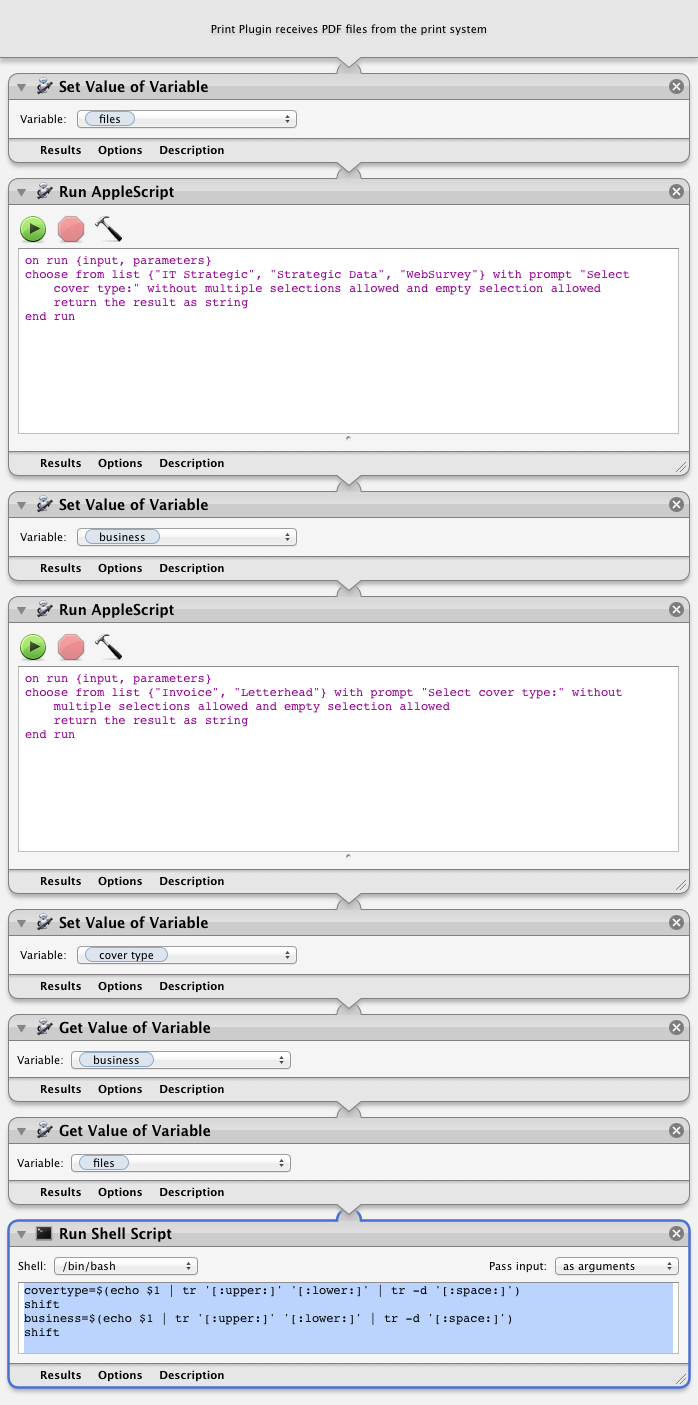 Print Plugin receives PDF files from the print system
Set Value of Variable
Variable: files
Results Options Description
Run AppleScript
on run {input, parameters}
choose from list {"IT Strategic", "Strategic Data", "WebSurvey"} with prompt "Select
cover type:" without multiple selections allowed and empty selection allowed
return the result as string
end run
Results Options Description
Set Value of Variable
Variable: business
Results Options Description
Run AppleScript
on run {input, parameters}
choose from list {"Invoice", "Letterhead"} with prompt "Select cover type:" without
multiple selections allowed and empty selection allowed
return the result as string
end run
Results Options Description
Set Value of Variable
Variable: cover type
Results Options Description
Get Value of Variable
Variable: business
Results Options Description
Get Value of Variable
Variable: files
Results Options Description
Run Shell Script
Shell: /bin/bash Pass input: as arguments
covertype=$(echo $1 | tr '[:upper:]' '[:lower:]' | tr -d '[:space:]')
shift
business=$(echo $1 | tr '[:upper:]' '[:lower:]' | tr -d '[:space:]')
shift
Results Options Description